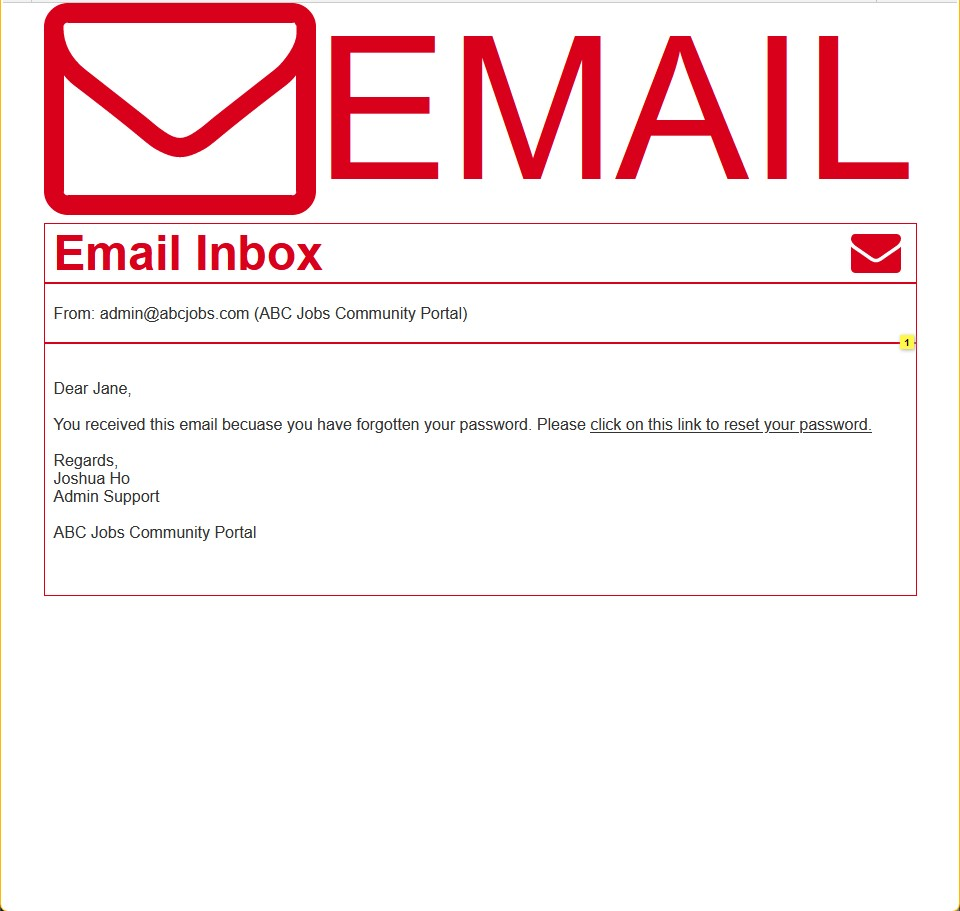 EMAIL
Email Inbox
From: admin@abcjobs.com (ABC Jobs Community Portal)
1
Dear Jane,
You received this email becuase you have forgotten your password. Please click on this link to reset your password.
Regards,
Joshua Ho
Admin Support
ABC Jobs Community Portal